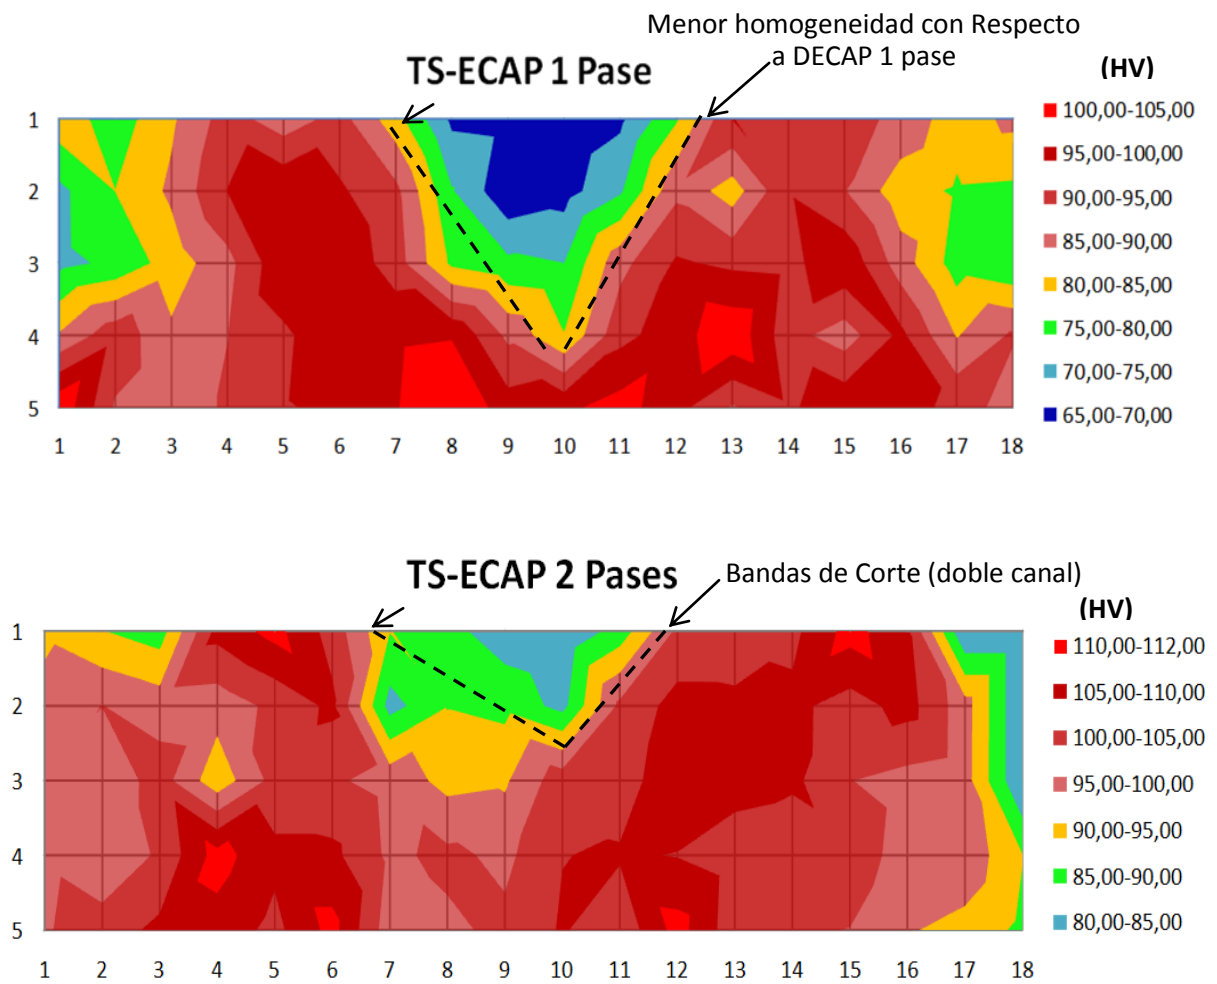 Menor homogeneidad con Respecto
a DECAP 1 pase
TS-ECAP 1 Pase
(HV)
1
2
3
4
5
1 2 3 4 5 6 7 8 9 10 11 12 13 14 15 16 17 18
100,00-105,00
95,00-100,00
90,00-95,00
85,00-90,00
80,00-85,00
75,00-80,00
70,00-75,00
65,00-70,00
TS-ECAP 2 Pases
Bandas de Corte (doble canal)
(HV)
1
2
3
4
5
1 2 3 4 5 6 7 8 9 10 11 12 13 14 15 16 17 18
110,00-112,00
105,00-110,00
100,00-105,00
95,00-100,00
90,00-95,00
85,00-90,00
80,00-85,00